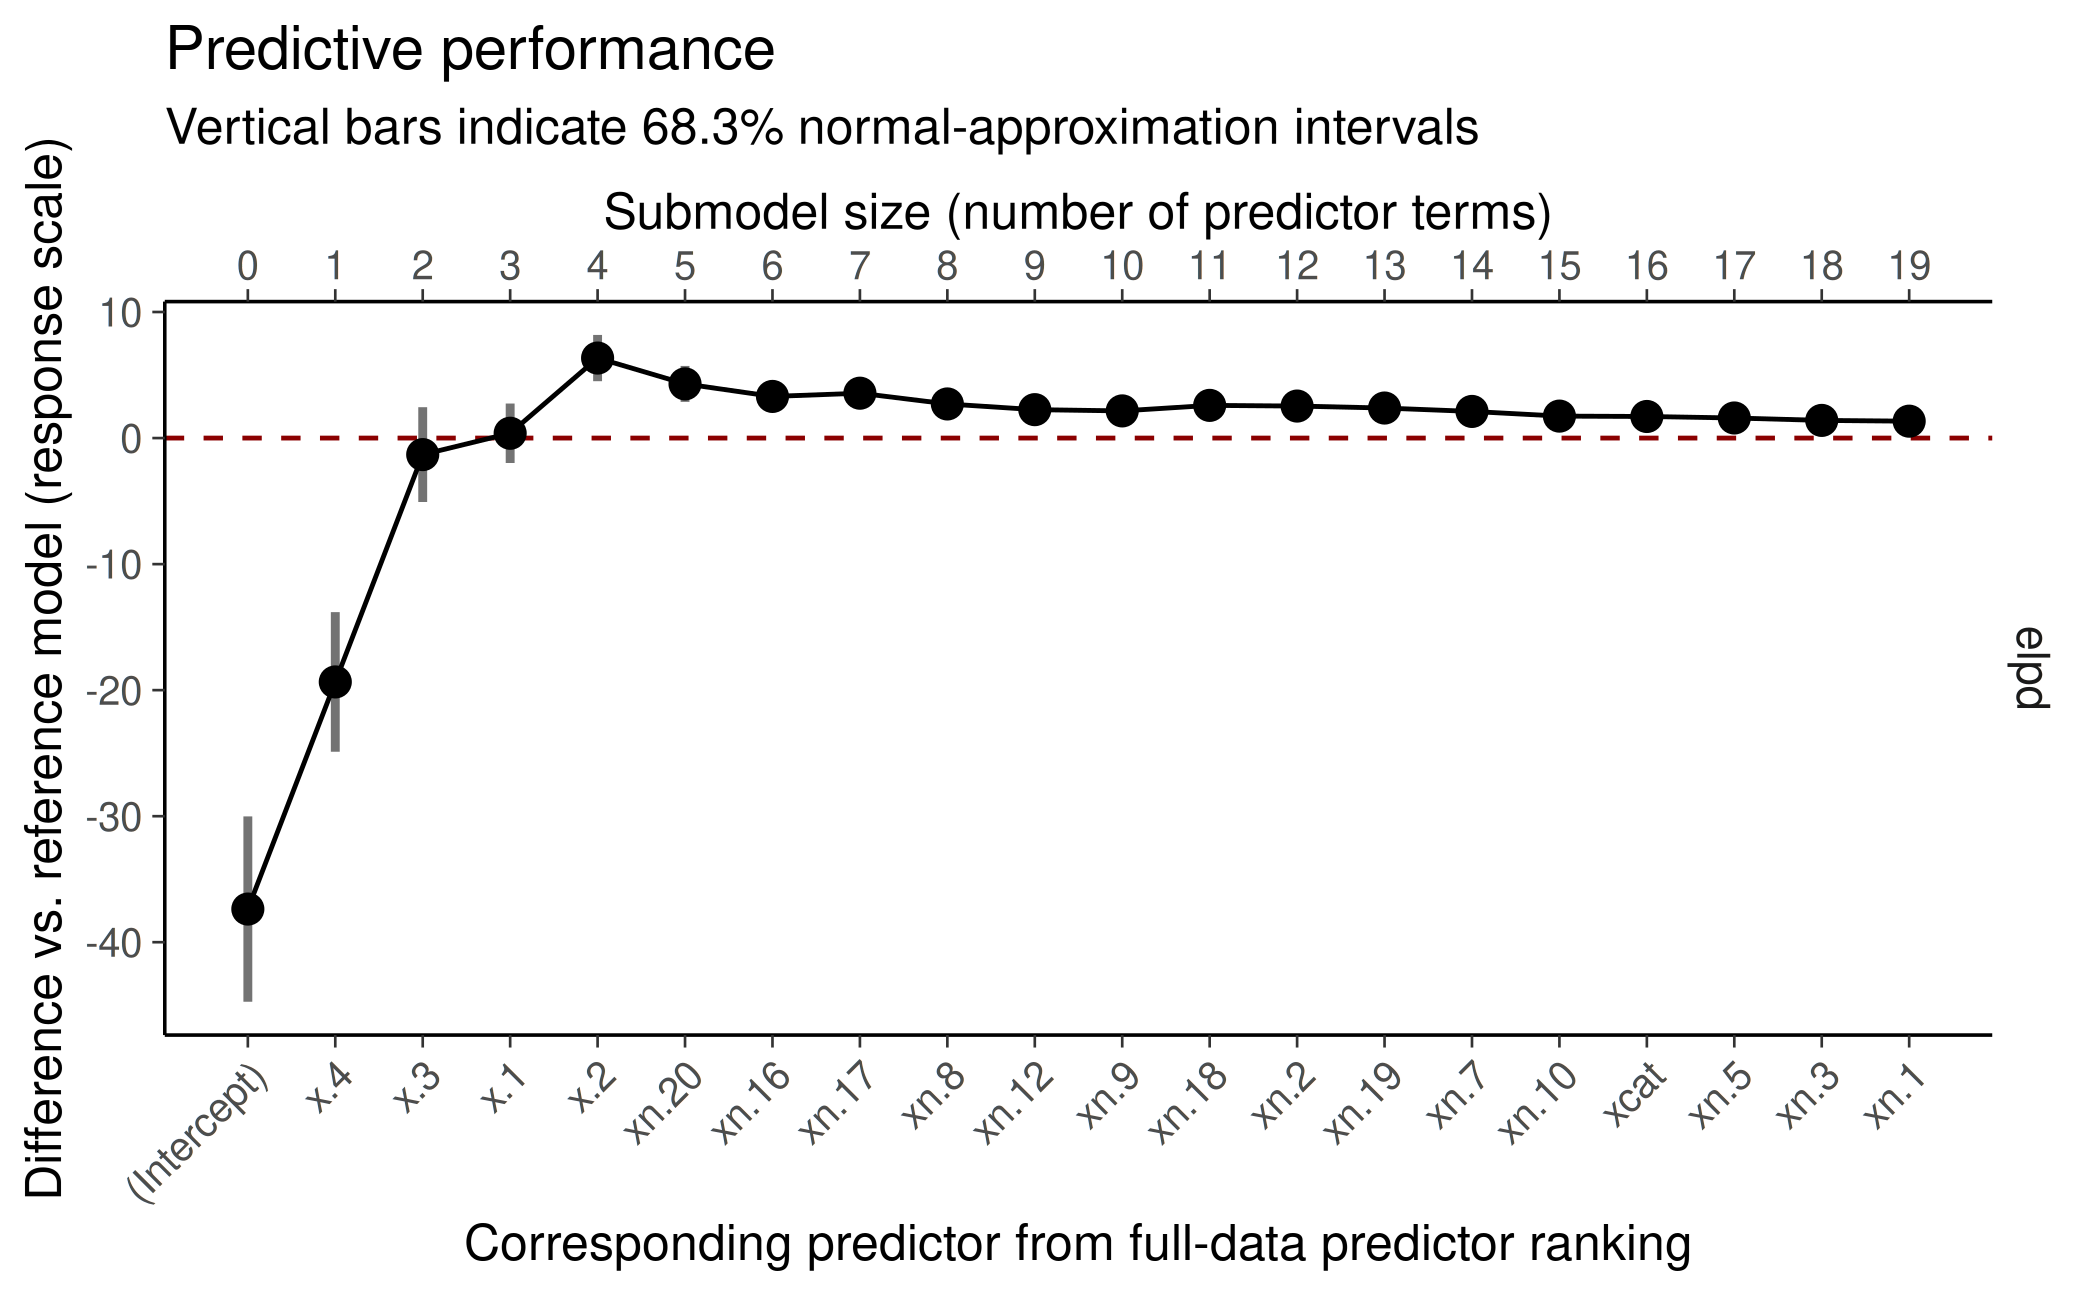 Predictive performance
Vertical bars indicate 68.3% normal-approximation intervals
Submodel size (number of predictor terms)
0 1 2 3 4 5 6 7 8 9 10 11 12 13 14 15 16 17 18 19
Difference vs. reference model (response scale)
10
0
-10
-20
-30
-40
elpd
(Intercept) x.4 x.3 x.1 x.2 xn.20 xn.16 xn.17 xn.8 xn.12 xn.9 xn.18 xn.2 xn.19 xn.7 xn.10 xcat xn.5 xn.3 xn.1
Corresponding predictor from full-data predictor ranking